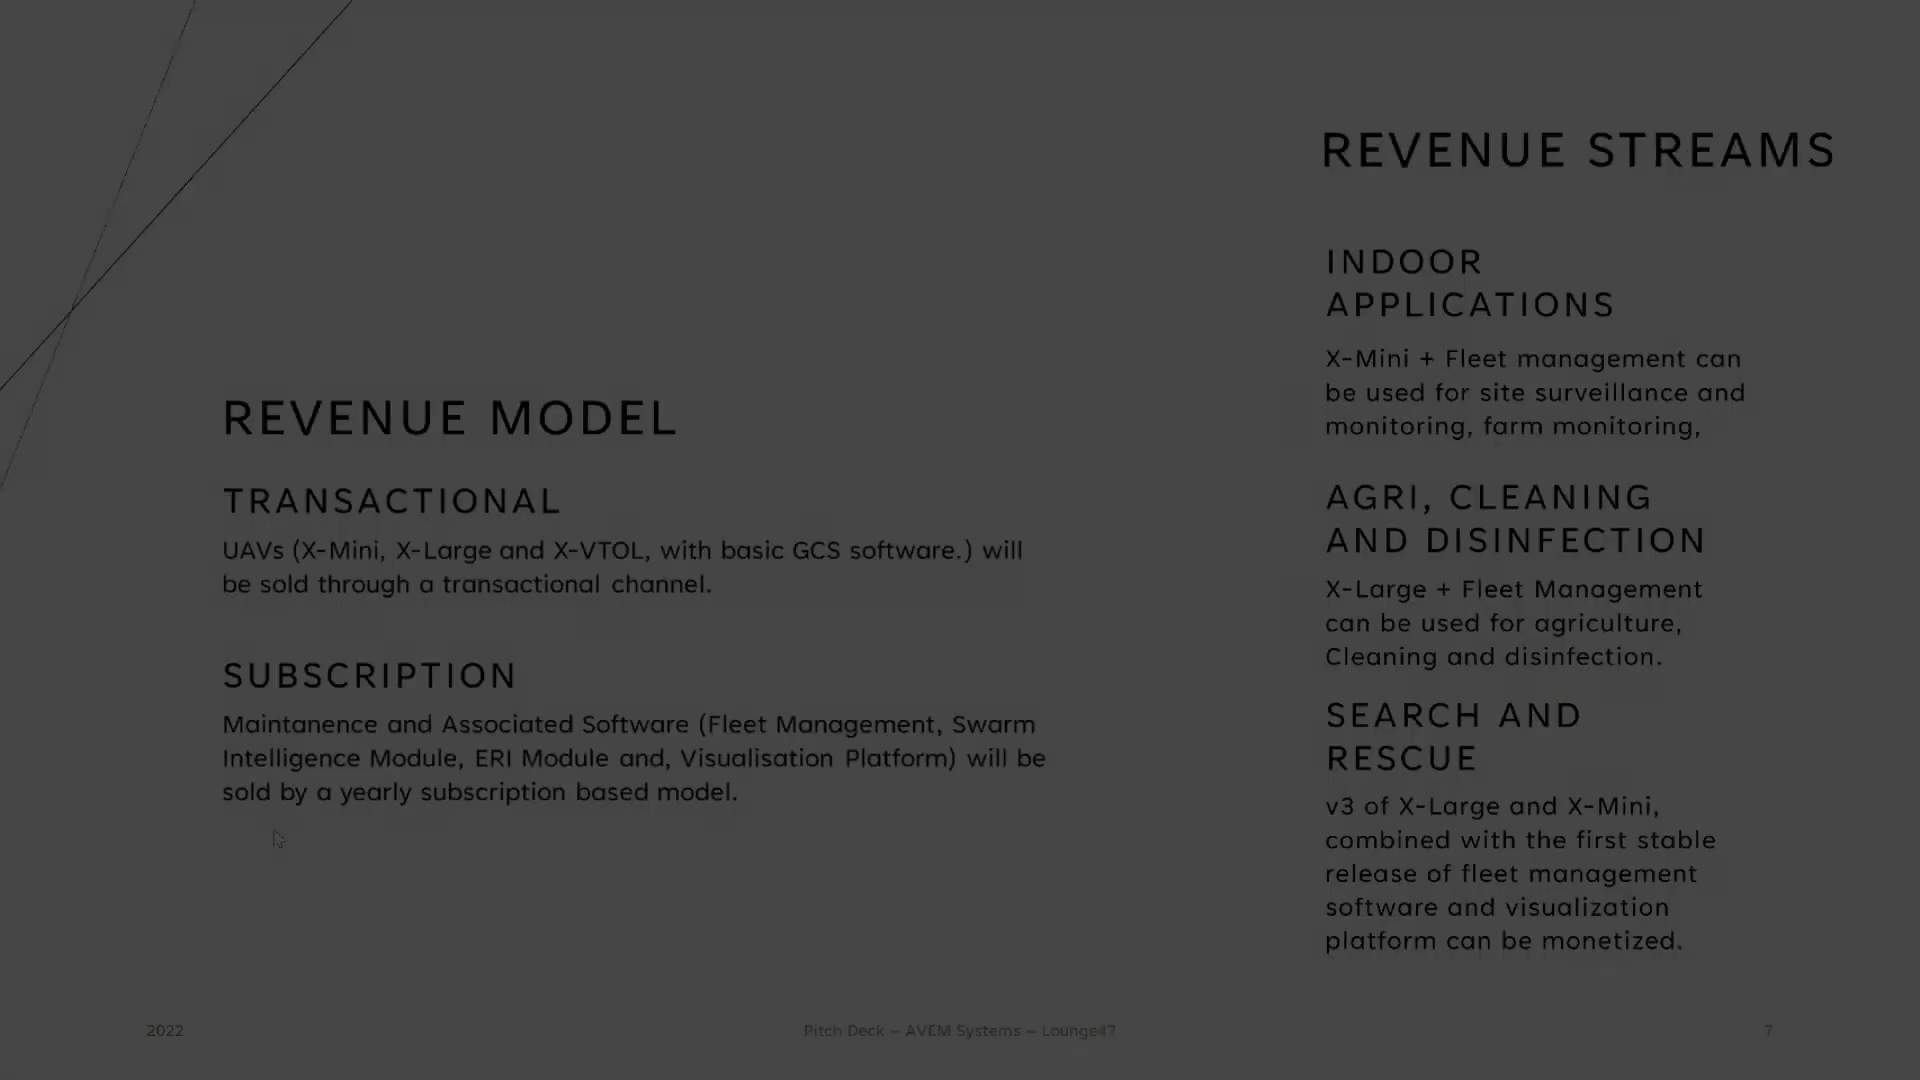 REVENUE MODEL
TRANSACTIONAL
UAVs (X-Mini, X-Large and X-VTOL, with basic GCS software.) will
be sold through a transactional channel.
SUBSCRIPTION
Maintanence and Associated Software (Fleet Management, Swarm
Intelligence Module, ERI Module and, Visualisation Platform) will be
sold by a yearly subscription based model.
REVENUE STREAMS
INDOOR
APPLICATIONS
X-Mini + Fleet management can
be used for site surveillance and
monitoring, farm monitoring,
AGRI, CLEANING
AND DISINFECTION
X-Large + Fleet Management
can be used for agriculture,
Cleaning and disinfection.
SEARCH AND
RESCUE
v3 of X-Large and X-Mini,
combined with the first stable
release of fleet management
software and visualization
platform can be monetized.
2022
Pitch Deck – AVEM Systems – Lounge47
7